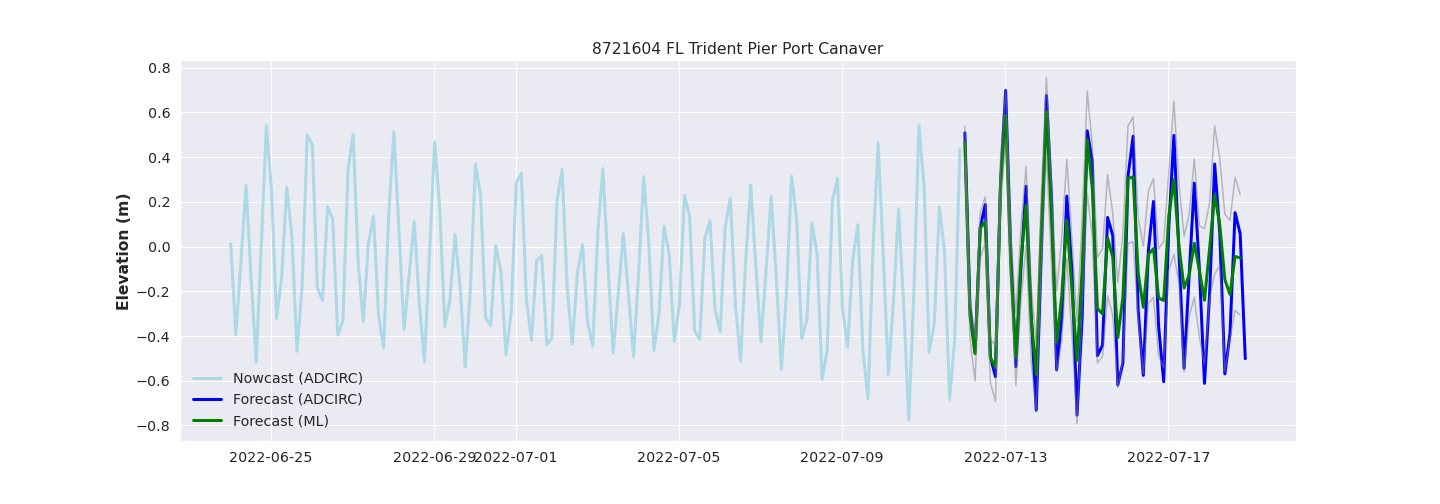 8721604 FL Trident Pier Port Canaver
Elevation (m)
0.8
0.6
0.4
0.2
0.0
−0.2
−0.4
−0.6
−0.8
Nowcast (ADCIRC)
Forecast (ADCIRC)
Forecast (ML)
2022-06-25 2022-06-29 2022-07-01 2022-07-05 2022-07-09 2022-07-13 2022-07-17